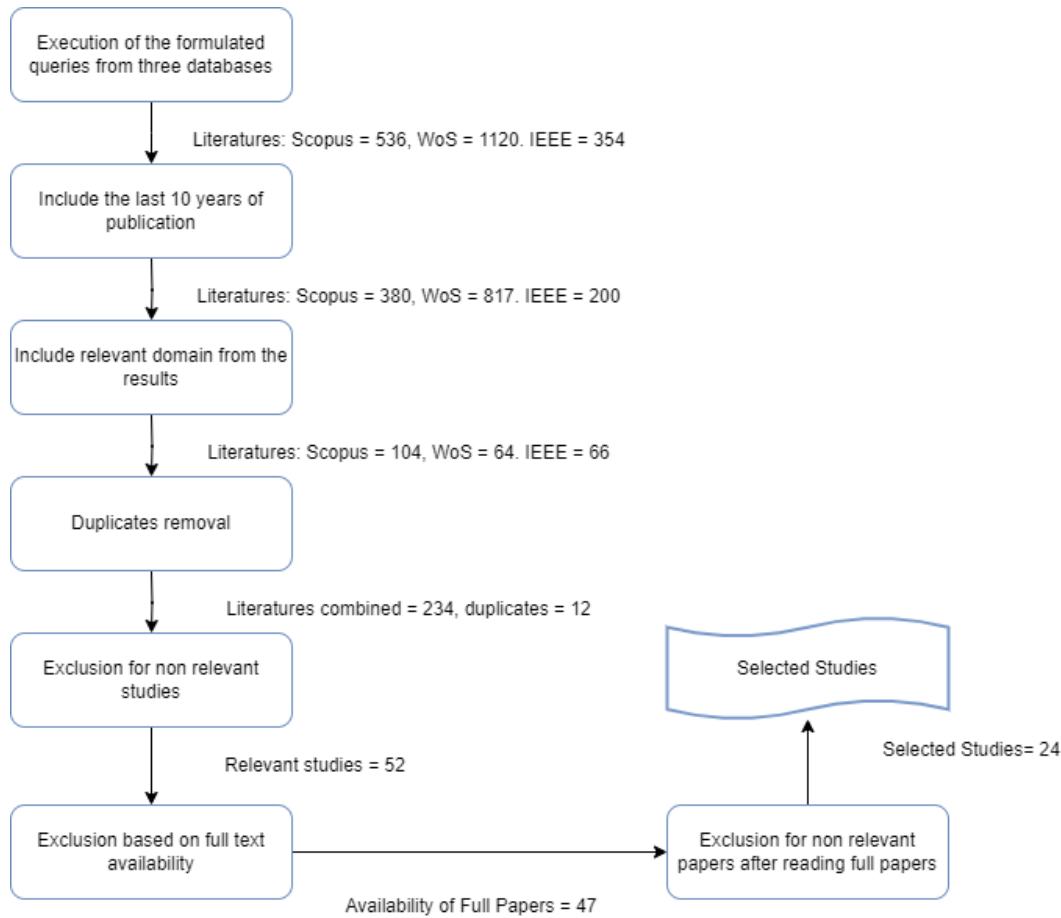 Execution of the formulated
queries from three databases
Literatures: Scopus = 536, WoS = 1120. IEEE = 354
Include the last 10 years of
publication
Literatures: Scopus = 380, WoS = 817. IEEE = 200
Include relevant domain from the
results
Literatures: Scopus = 104, WoS = 64. IEEE = 66
Duplicates removal
Literatures combined = 234, duplicates = 12
Exclusion for non relevant
studies
Relevant studies = 52
Exclusion based on full text
availability
Availability of Full Papers = 47
Exclusion for non relevant
papers after reading full papers
Selected Studies= 24
Selected Studies